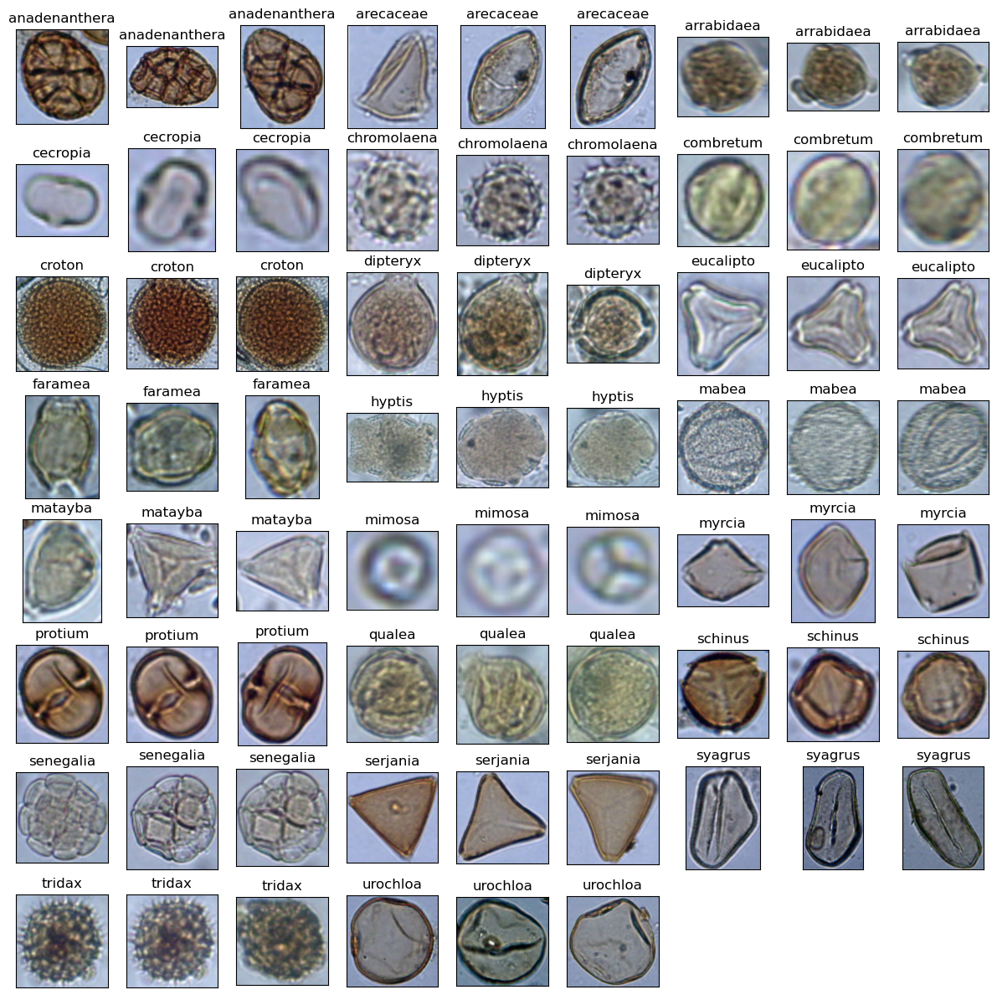 anadenanthera anadenanthera anadenanthera arecaceae arecaceae arecaceae arrabidaea arrabidaea arrabidaea
cecropia cecropia cecropia chromolaena chromolaena chromolaena combretum combretum combretum
croton croton croton dipteryx dipteryx dipteryx eucalipto eucalipto eucalipto
faramea faramea faramea hyptis hyptis hyptis mabea mabea mabea
matayba matayba matayba mimosa mimosa mimosa myrcia myrcia myrcia
protium protium protium qualea qualea qualea schinus schinus schinus
senegalia senegalia senegalia serjania serjania serjania syagrus syagrus syagrus
tridax tridax tridax urochloa urochloa urochloa